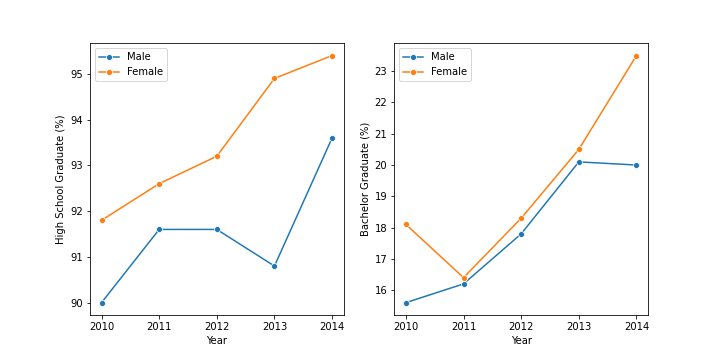 Male
Female
95
94
93
92
91
90
High School Graduate (%)
2010 2011 2012 2013 2014
Year
Male
Female
23
22
21
20
19
18
17
16
Bachelor Graduate (%)
2010 2011 2012 2013 2014
Year